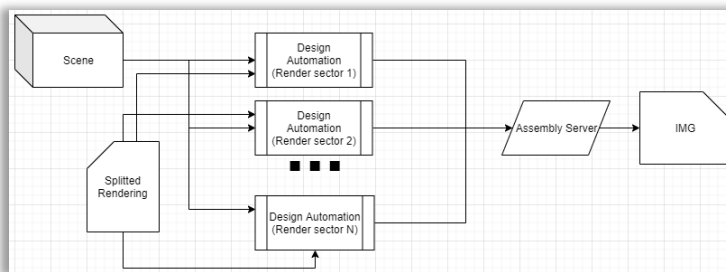 Scene
Design
Automation
(Render sector 1)
Design
Automation
(Render sector 2)
Splitted
Rendering
Design Automation
(Render sector N)
Assembly Server
IMG